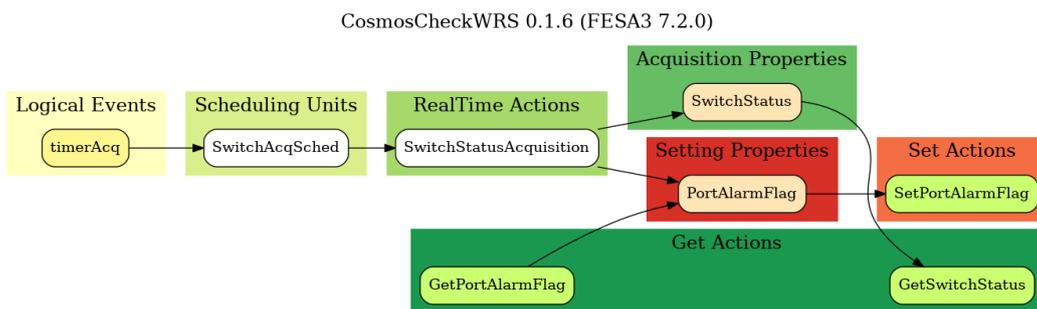 CosmosCheckWRS 0.1.6 (FESA3 7.2.0)
Logical Events
timerAcq
Scheduling Units
SwitchAcqSched
RealTime Actions
SwitchStatusAcquisition
Acquisition Properties
SwitchStatus
Setting Properties
PortAlarmFlag
Set Actions
SetPortAlarmFlag
Get Actions
GetPortAlarmFlag
GetSwitchStatus